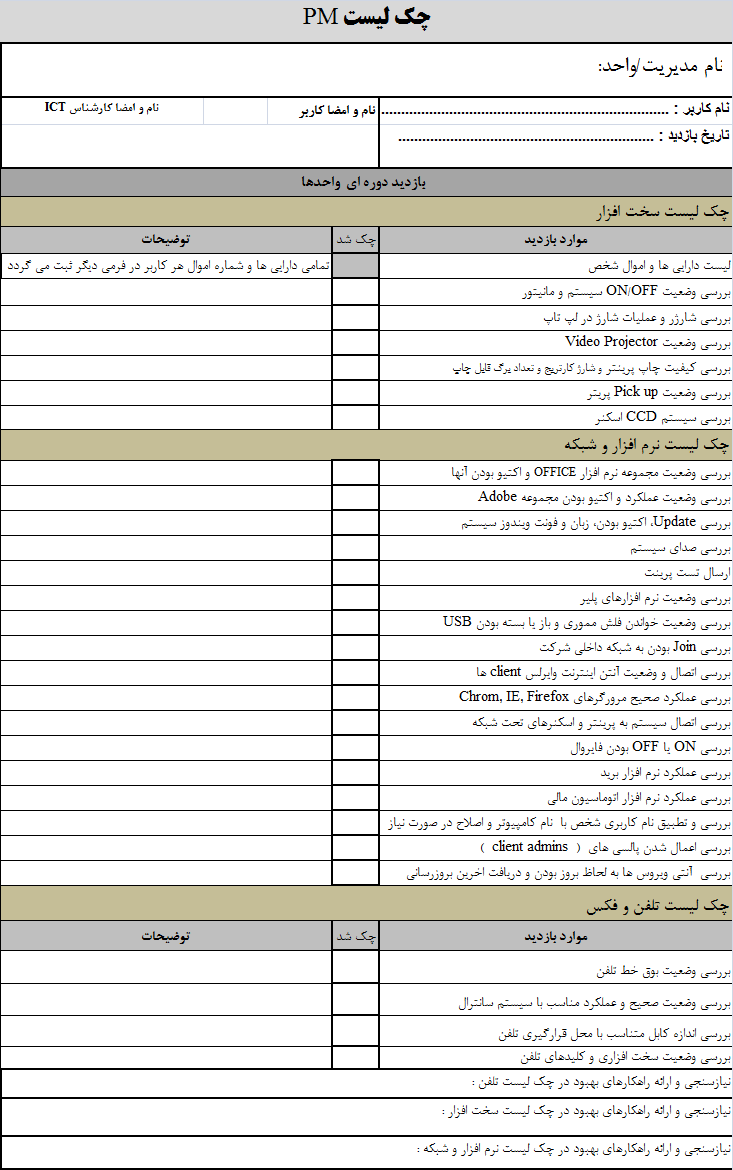 چک لیست PM
نام مدیریت/واحد:
نام کاربر : ........................................................................
نام و امضا کاربر
نام و امضا کارشناس ICT
تاریخ بازدید : ................................................................
بازدید دوره ای واحدها
چک لیست سخت افزار
موارد بازدید چک شد توضیحات
لیست دارایی ها و اموال شخص تمامی دارایی ها و شماره اموال هر کاربر در فرمی دیگر ثبت می گردد
بررسی وضعیت ON/OFF سیستم و مانیتور
بررسی شارژر و عملیات شارژ در لپ تاپ
بررسی وضعیت Video Projector
بررسی کیفیت چاپ پرینتر و شارژ کارتریج و تعداد برگ قابل چاپ
بررسی وضعیت Pick up پرینتر
بررسی سیستم CCD اسکنر
چک لیست نرم افزار و شبکه
بررسی وضعیت مجموعه نرم افزار OFFICE و اکتیو بودن آنها
بررسی وضعیت عملکرد و اکتیو بودن مجموعه Adobe
بررسی Update، اکتیو بودن، زبان و فونت ویندوز سیستم
بررسی صدای سیستم
ارسال تست پرینت
بررسی وضعیت نرم افزارهای پلیر
بررسی وضعیت خواندن فلش مموری و باز یا بسته بودن USB
بررسی Join بودن به شبکه داخلی شرکت
بررسی اتصال و وضعیت آنتن اینترنت وایرلس client ها
بررسی عملکرد صحیح مرورگرهای Chrom, IE, Firefox
بررسی اتصال سیستم به پرینتر و اسکنرهای تحت شبکه
بررسی ON یا OFF بودن فایروال
بررسی عملکرد نرم افزار برید
بررسی عملکرد نرم افزار اتوماسیون مالی
بررسی و تطبیق نام کاربری شخص با نام کامپیوتر و اصلاح در صورت نیاز
بررسی اعمال شدن پالسی های ( client admins )
بررسی آنتی ویروس ها به لحاظ بروز بودن و دریافت اخرین بروزرسانی
چک لیست تلفن و فکس
موارد بازدید چک شد توضیحات
بررسی وضعیت بوق خط تلفن
بررسی وضعیت صحیح و عملکرد مناسب با سیستم سانترال
بررسی اندازه کابل متناسب با محل قرارگیری تلفن
بررسی وضعیت سخت افزاری و کلیدهای تلفن
نیازسنجی و ارائه راهکارهای بهبود در چک لیست تلفن :
نیازسنجی و ارائه راهکارهای بهبود در چک لیست سخت افزار :
نیازسنجی و ارائه راهکارهای بهبود در چک لیست نرم افزار و شبکه :